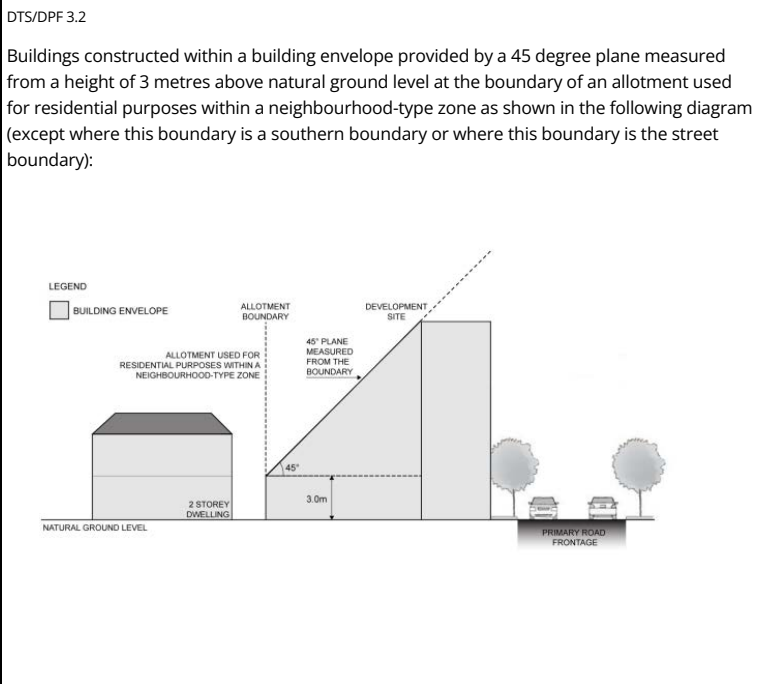 DTS/DPF 3.2
Buildings constructed within a building envelope provided by a 45 degree plane measured
from a height of 3 metres above natural ground level at the boundary of an allotment used
for residential purposes within a neighbourhood-type zone as shown in the following diagram
(except where this boundary is a southern boundary or where this boundary is the street
boundary):
LEGEND
BUILDING ENVELOPE
ALLOTMENT
BOUNDARY
DEVELOPMENT
SITE
ALLOTMENT USED FOR
RESIDENTIAL PURPOSES WITHIN A
NEIGHBOURHOOD-TYPE ZONE
45° PLANE
MEASURED
FROM THE
BOUNDARY
45°
3.0m
2 STOREY
DWELLING
NATURAL GROUND LEVEL
PRIMARY ROAD
FRONTAGE